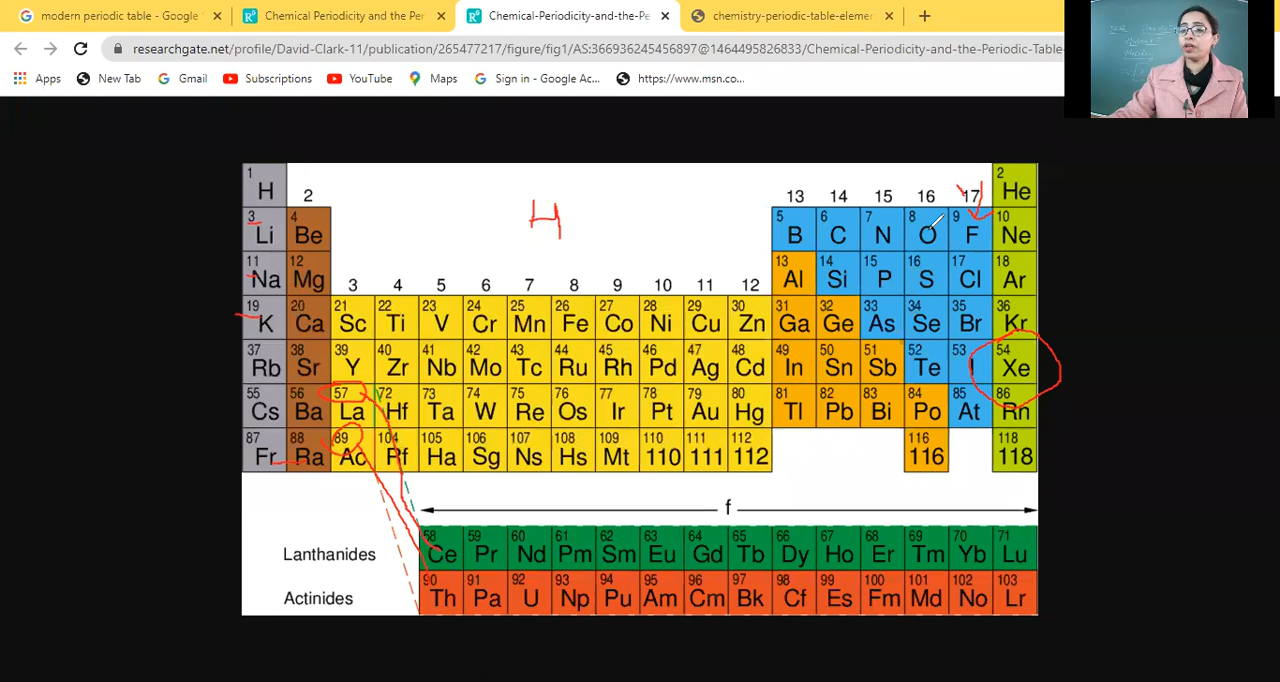 modern periodic table - Google
Chemical Periodicity and the Per
Chemical-Periodicity-and-the-Pe
chemistry-periodic-table-eleme
researchgate.net/profile/David-Clark-11/publication/265477217/figure/fig1/AS:366936245456897@1464495826833/Chemical-Periodicity-and-the-Periodic-Table-
Apps New Tab Gmail Subscriptions YouTube Maps Sign in - Google Ac... https://www.msn.co...
1 2
H He
2 13 14 15 16 17
3 4 5 6 7 8 9 10
Li Be B C N O F Ne
11 12 13 14 15 16 17 18
Na Mg Al Si P S Cl Ar
3 4 5 6 7 8 9 10 11 12
19 20 21 22 23 24 25 26 27 28 29 30 31 32 33 34 35 36
K Ca Sc Ti V Cr Mn Fe Co Ni Cu Zn Ga Ge As Se Br Kr
37 38 39 40 41 42 43 44 45 46 47 48 49 50 51 52 53 54
Rb Sr Y Zr Nb Mo Tc Ru Rh Pd Ag Cd In Sn Sb Te I Xe
55 56 57 72 73 74 75 76 77 78 79 80 81 82 83 84 85 86
Cs Ba La Hf Ta W Re Os Ir Pt Au Hg Tl Pb Bi Po At Rn
87 88 89 104 105 106 107 108 109 110 111 112 116 118
Fr Ra Ac Rf Ha Sg Ns Hs Mt 110 111 112 116 118
f
58 59 60 61 62 63 64 65 66 67 68 69 70 71
Lanthanides Ce Pr Nd Pm Sm Eu Gd Tb Dy Ho Er Tm Yb Lu
90 91 92 93 94 95 96 97 98 99 100 101 102 103
Actinides Th Pa U Np Pu Am Cm Bk Cf Es Fm Md No Lr